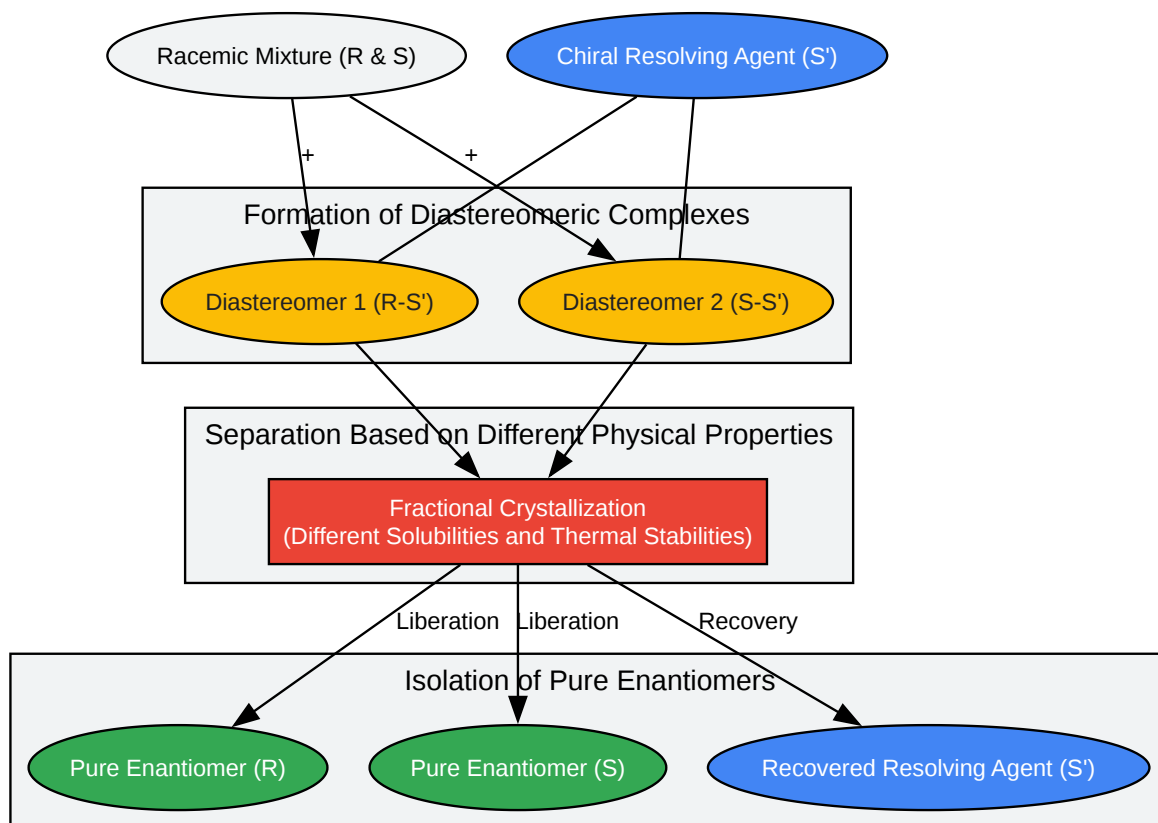 Racemic Mixture (R & S)
Chiral Resolving Agent (S')
+
+
Formation of Diastereomeric Complexes
Diastereomer 1 (R-S')
Diastereomer 2 (S-S')
Separation Based on Different Physical Properties
Fractional Crystallization
(Different Solubilities and Thermal Stabilities)
Liberation
Liberation
Recovery
Isolation of Pure Enantiomers
Pure Enantiomer (R)
Pure Enantiomer (S)
Recovered Resolving Agent (S')